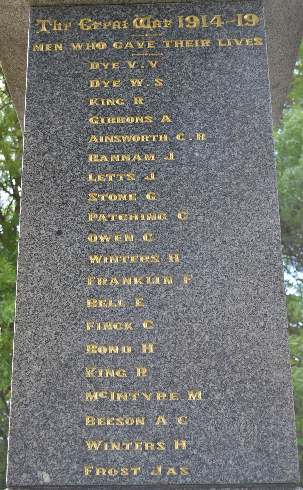 The Great War 1914-19
MEN WHO GAVE THEIR LIVES
DYE V.V
DYE W.S
KING R
GIBBONS A
AINSWORTH C.H
HANNAM J
LETTS J
STONE G
PATCHING C
OWEN C
WINTERS H
FRANKLIN F
BELL E
FINCK C
BOND H
KING R
McINTYRE M
BEESON A C
WINTERS H
FROST JAS